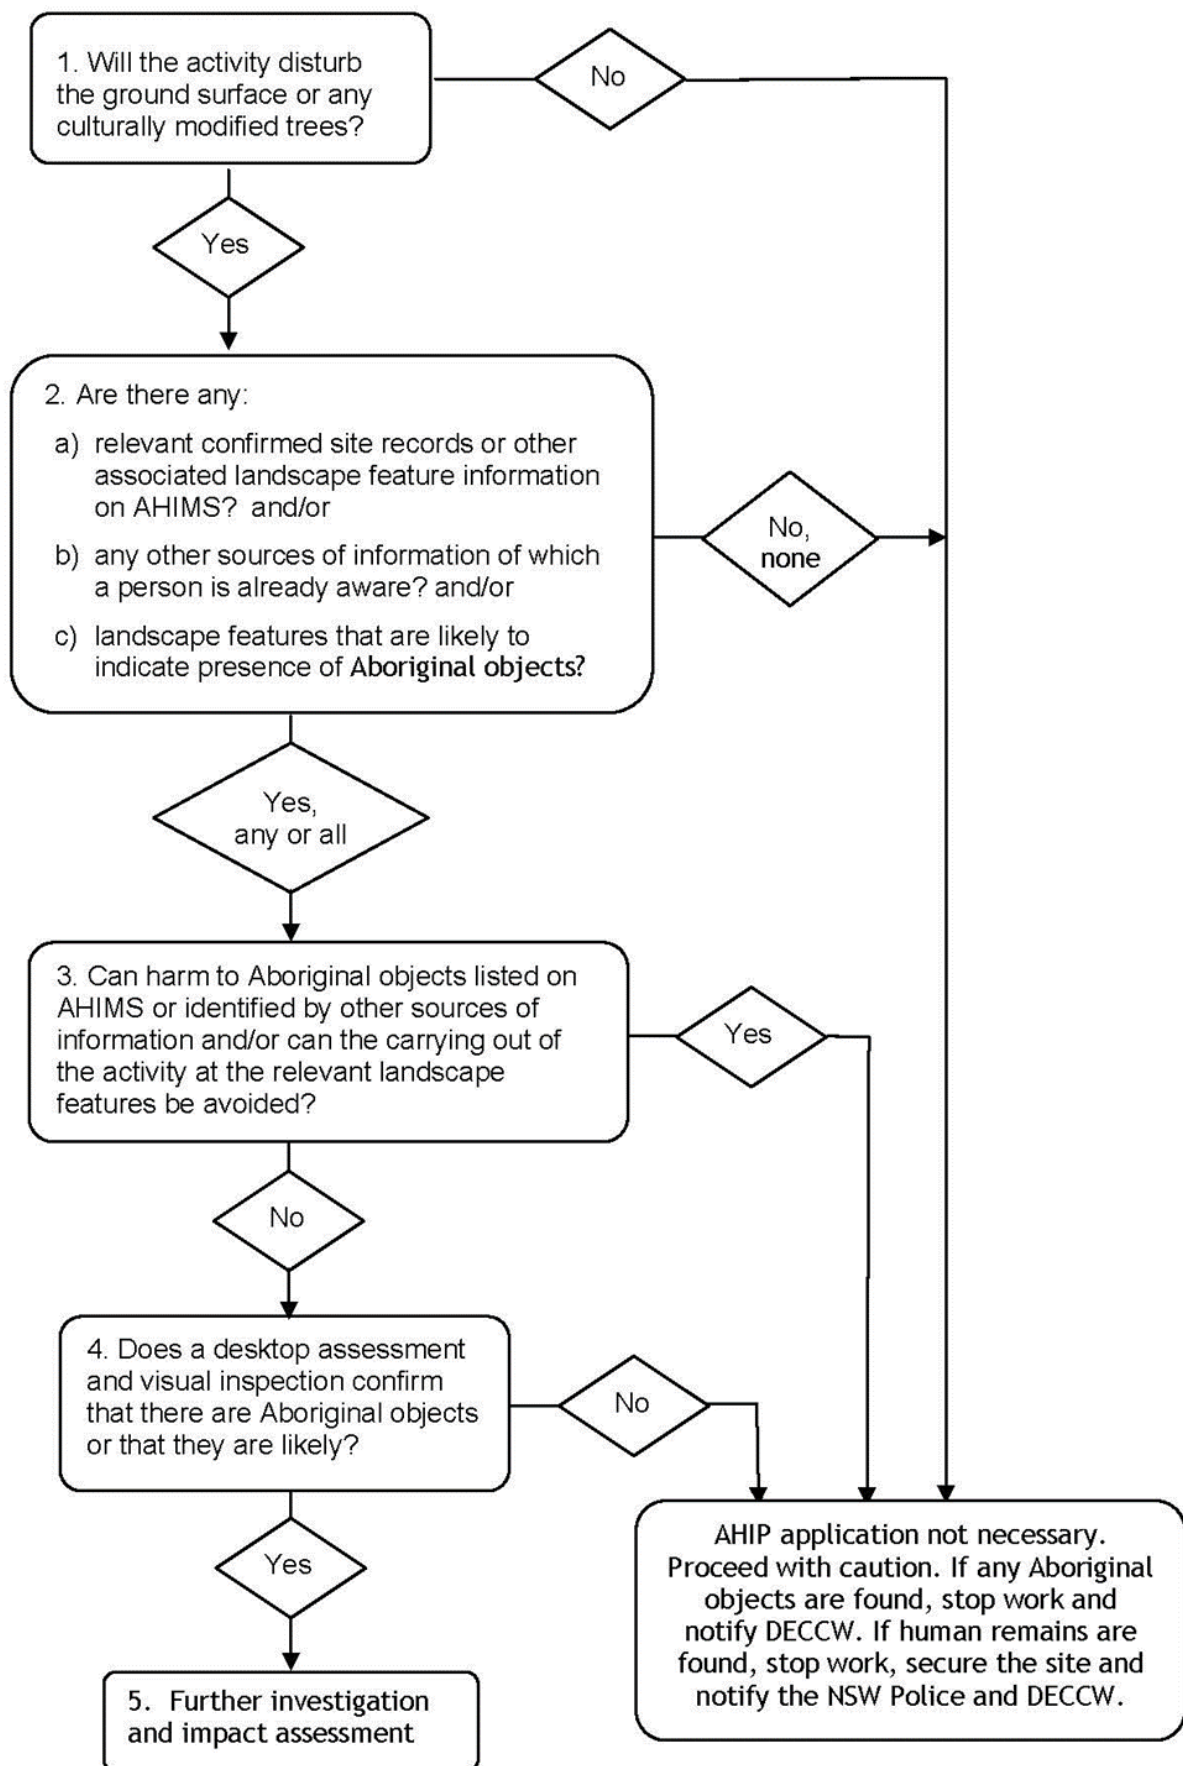 1. Will the activity disturb
the ground surface or any
culturally modified trees?
No
Yes
2. Are there any:
a) relevant confirmed site records or other
associated landscape feature information
on AHIMS? and/or
b) any other sources of information of which
a person is already aware? and/or
c) landscape features that are likely to
indicate presence of Aboriginal objects?
No,
none
Yes,
any or all
3. Can harm to Aboriginal objects listed on
AHIMS or identified by other sources of
information and/or can the carrying out of
the activity at the relevant landscape
features be avoided?
Yes
No
4. Does a desktop assessment
and visual inspection confirm
that there are Aboriginal objects
or that they are likely?
No
Yes
AHIP application not necessary.
Proceed with caution. If any Aboriginal
objects are found, stop work and
notify DECCW. If human remains are
found, stop work, secure the site and
notify the NSW Police and DECCW.
5. Further investigation
and impact assessment